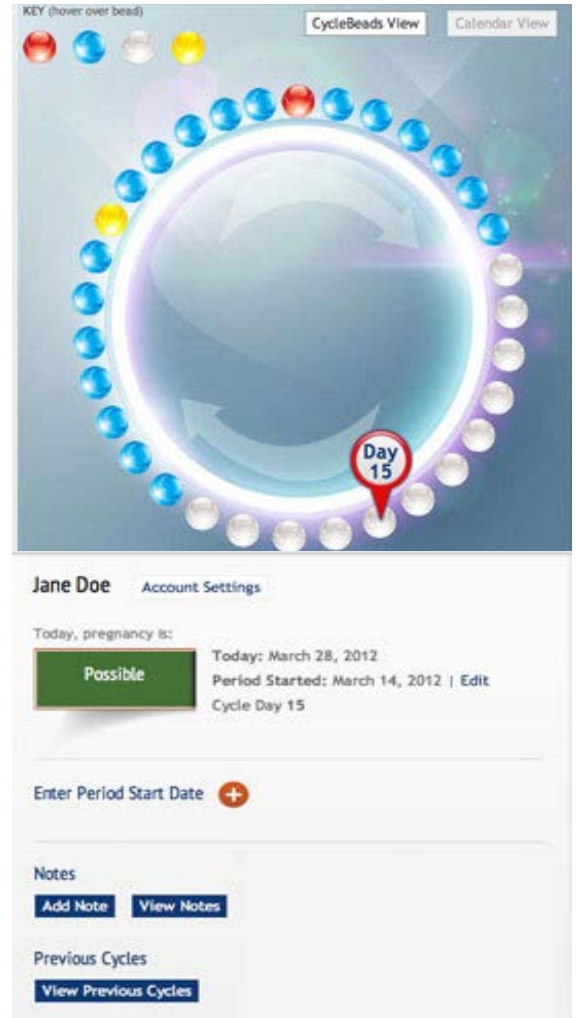 KEY (hover over bead)
CycleBeads View
Calendar View
Day
15
Jane Doe
Account Settings
Today, pregnancy is:
Possible
Today: March 28, 2012
Period Started: March 14, 2012 | Edit
Cycle Day 15
Enter Period Start Date
Notes
Add Note
View Notes
Previous Cycles
View Previous Cycles